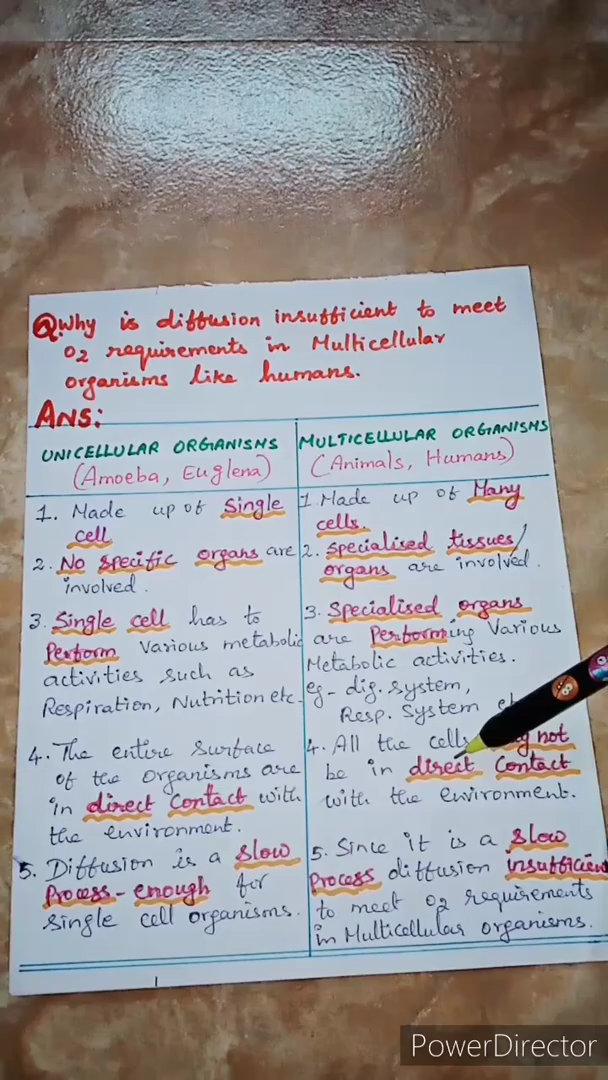 Q. Why is diffusion insufficient to meet
O2 requirements in Multicellular
organisms like humans.
Ans:
UNICELLULAR ORGANISMS
(Amoeba, Euglena)
1. Made up of Single
cell
2. No specific organs are
involved.
3. Single cell has to
Perform various metabolic
activities such as
Respiration, Nutrition etc.
4. The entire surface
of the organisms are
in direct contact with
the environment.
5. Diffusion is a slow
Process - enough for
single cell organisms.
MULTICELLULAR ORGANISMS
(Animals, Humans)
1. Made up of Many
cells.
2. Specialised tissues/
organs are involved.
3. Specialised organs
are Performing Various
Metabolic activities.
eg - dig. system,
Resp. System
4. All the cells not
be in direct contact
with the environment.
5. Since it is a slow
Process diffusion insufficient
to meet O2 requirements
in Multicellular organisms.
PowerDirector